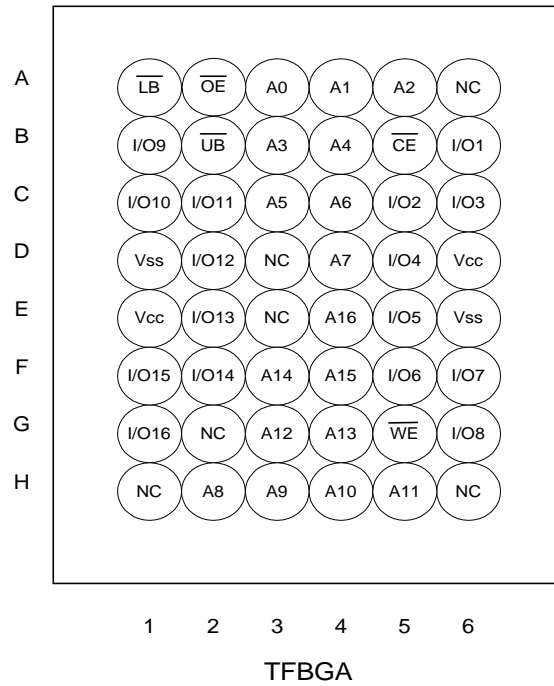 A LB OE A0 A1 A2 NC
B I/O9 UB A3 A4 CE I/O1
C I/O10 I/O11 A5 A6 I/O2 I/O3
D Vss I/O12 NC A7 I/O4 Vcc
E Vcc I/O13 NC A16 I/O5 Vss
F I/O15 I/O14 A14 A15 I/O6 I/O7
G I/O16 NC A12 A13 WE I/O8
H NC A8 A9 A10 A11 NC
1 2 3 4 5 6
TFBGA